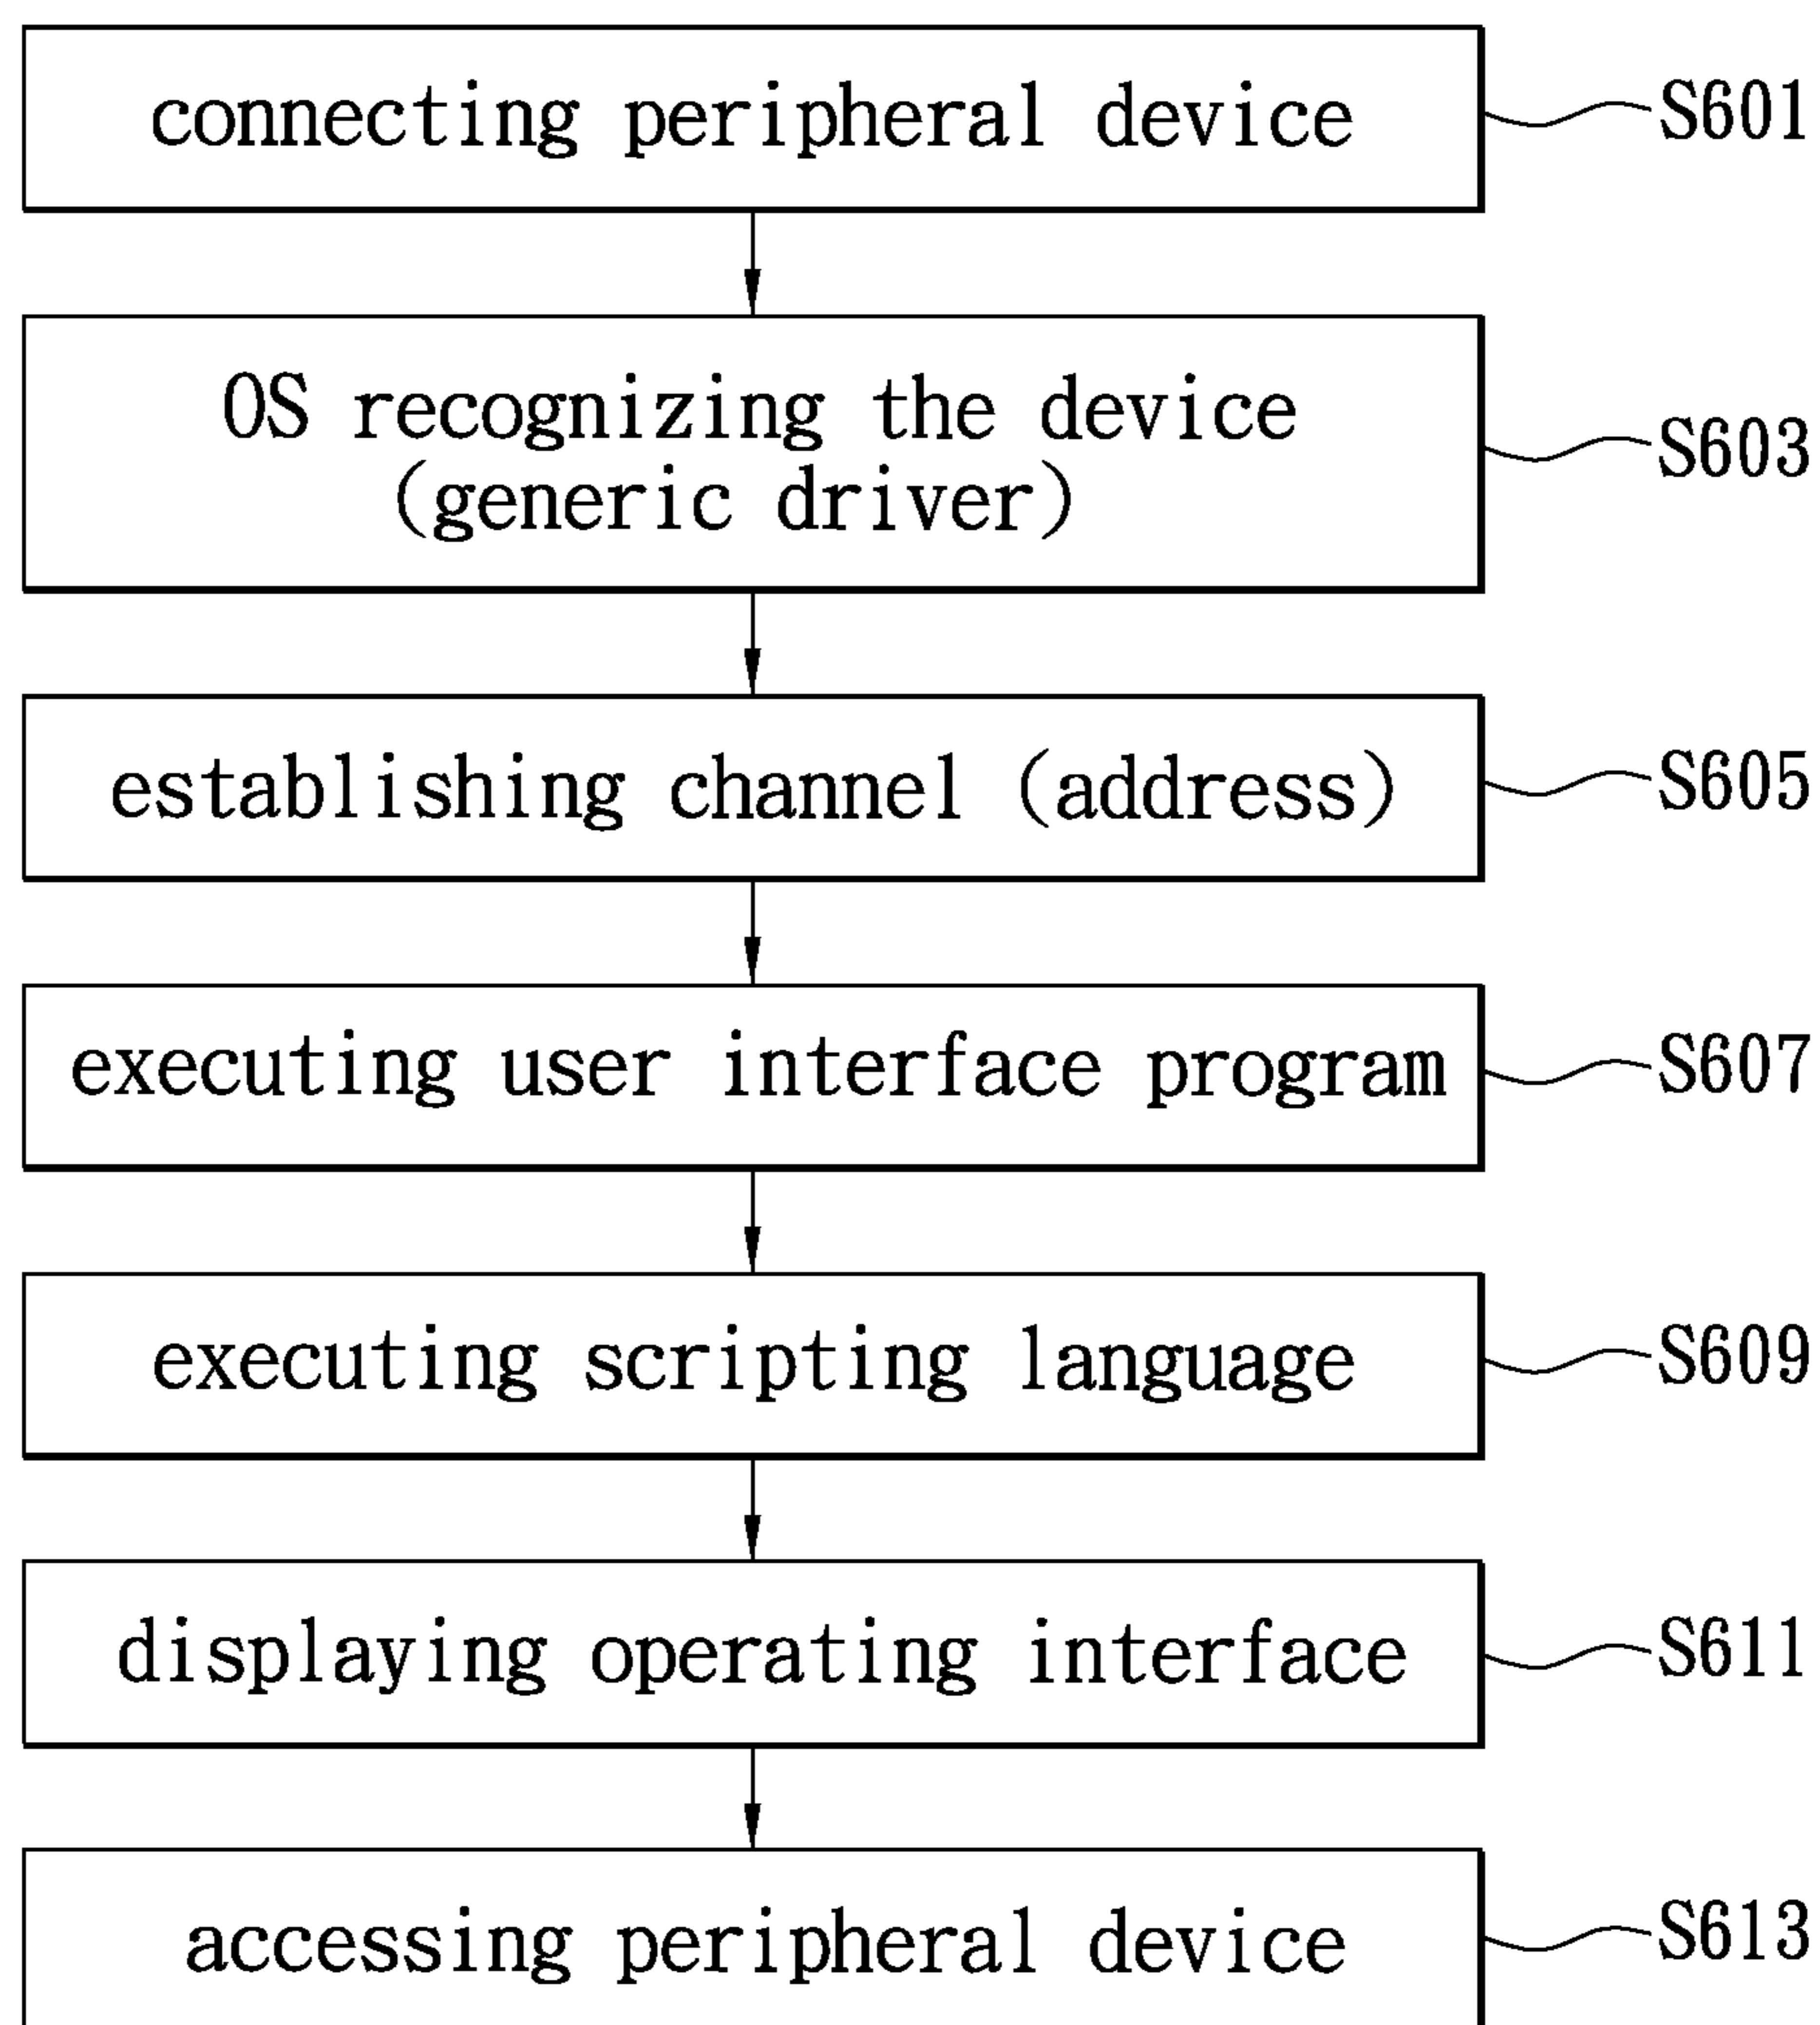 connecting peripheral device
S601
OS recognizing the device
(generic driver)
S603
establishing channel (address)
S605
executing user interface program
S607
executing scripting language
S609
displaying operating interface
S611
accessing peripheral device
S613